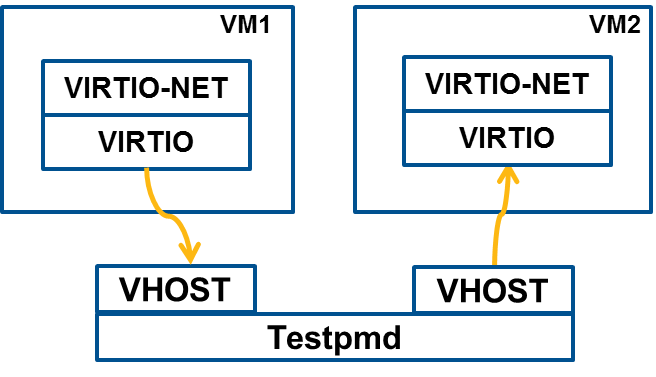 VM1
VIRTIO-NET
VIRTIO
VM2
VIRTIO-NET
VIRTIO
VHOST
VHOST
Testpmd